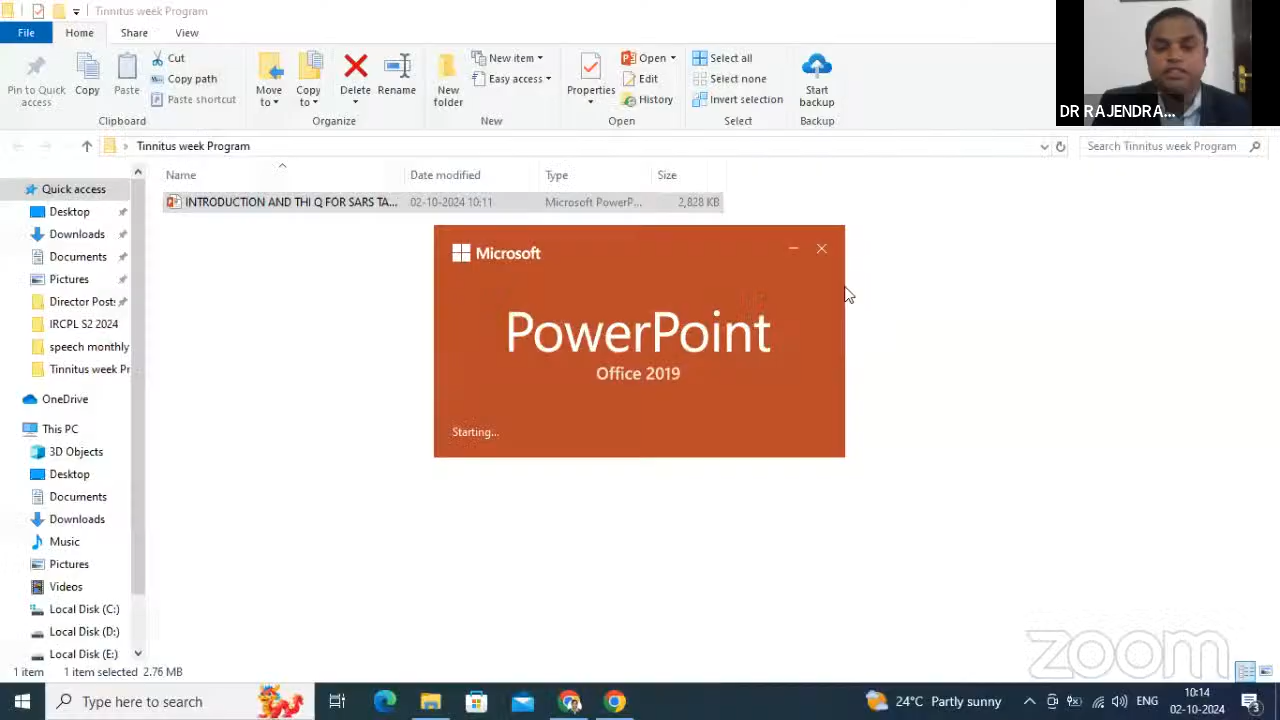 Tinnitus week Program
File Home Share View
Pin to Quick access
Copy
Paste
Cut
Copy path
Paste shortcut
Move to
Copy to
Delete
Rename
New folder
New item
Easy access
Properties
Open
Edit
History
Select all
Select none
Invert selection
Start backup
Clipboard Organize New Open Select Backup
DR RAJENDRA...
Tinnitus week Program
Search Tinnitus week Program
Name Date modified Type Size
INTRODUCTION AND THI Q FOR SARS TA... 02-10-2024 10:11 Microsoft PowerP... 2,828 KB
Quick access
Desktop
Downloads
Documents
Pictures
Director Posts
IRCPL S2 2024
speech monthly
Tinnitus week Pr
OneDrive
This PC
3D Objects
Desktop
Documents
Downloads
Music
Pictures
Videos
Local Disk (C:)
Local Disk (D:)
Local Disk (E:)
Microsoft
PowerPoint
Office 2019
Starting...
zoom
1 item 1 item selected 2.76 MB
Type here to search
24°C Partly sunny
ENG
10:14
02-10-2024
3